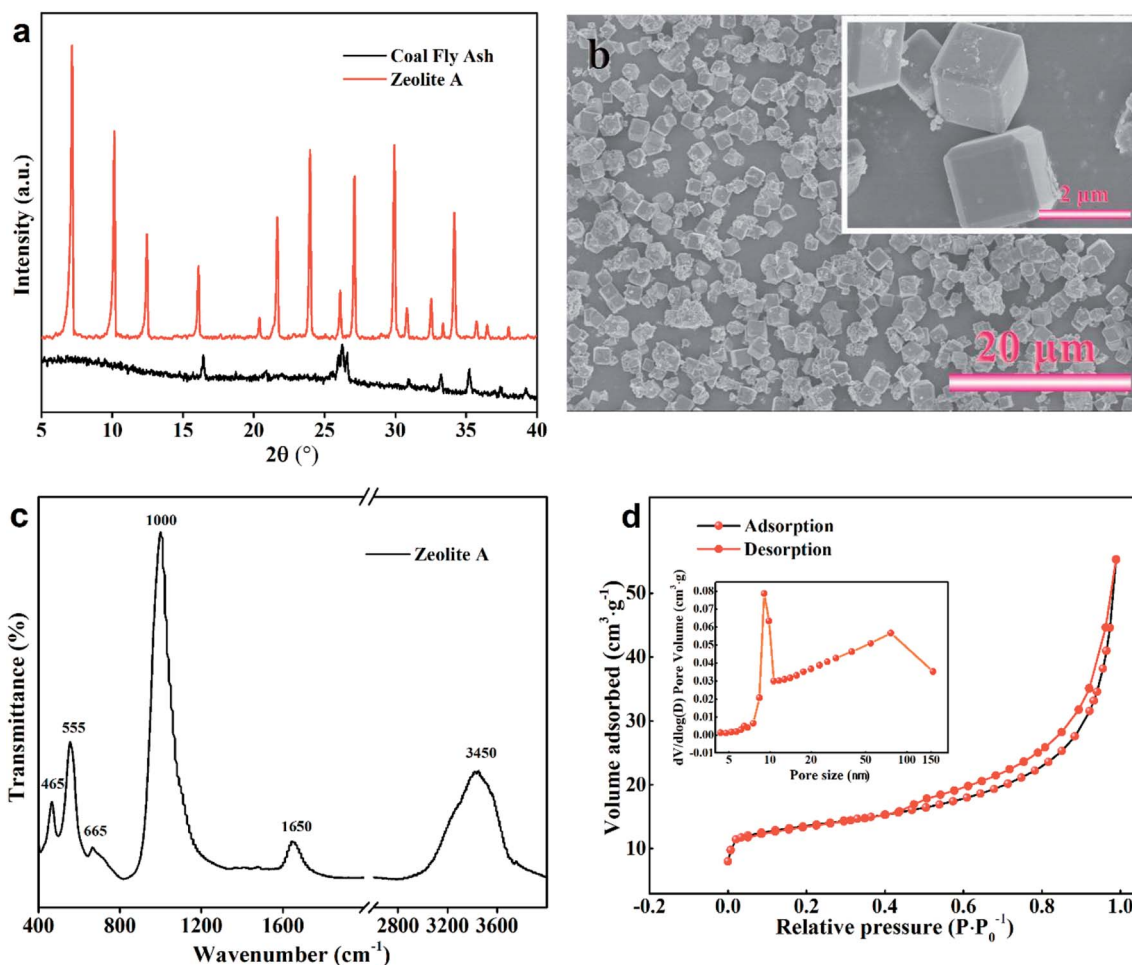 a
Coal Fly Ash
Zeolite A
Intensity (a.u.)
5 10 15 20 25 30 35 40
2θ (°)
b
2 μm
20 μm
c
1000
Zeolite A
555
465
665
1650
3450
Transmittance (%)
400 800 1200 1600 2800 3600
Wavenumber (cm-1)
d
Adsorption
Desorption
50
40
30
20
10
Volume adsorbed (cm3·g-1)
0.08
0.07
0.06
0.05
0.04
0.03
0.02
0.01
0.00
-0.01
dV/dlog(D) Pore Volume (cm3·g)
5 10 20 50 100 150
Pore size (nm)
-0.2 0.0 0.2 0.4 0.6 0.8 1.0
Relative pressure (P·P0-1)